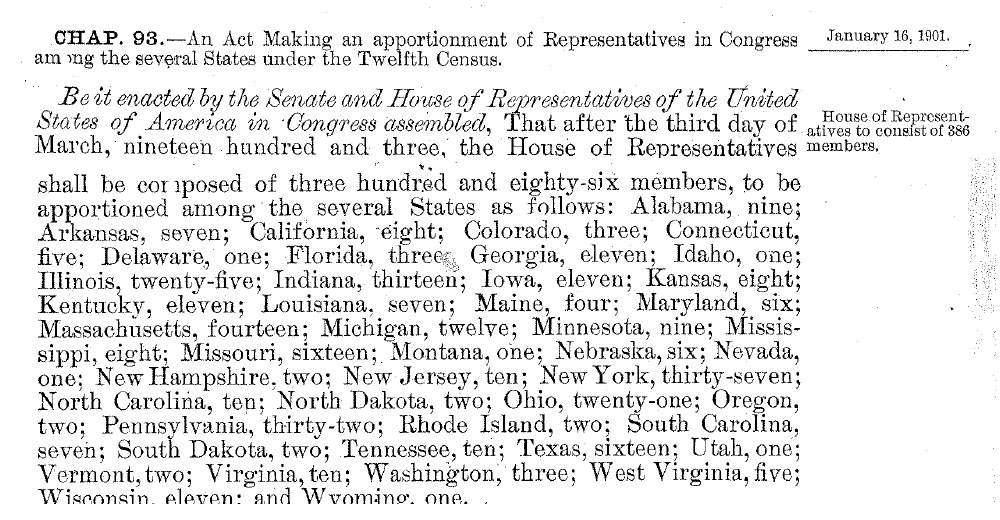 CHAP. 93.—An Act Making an apportionment of Representatives in Congress
among the several States under the Twelfth Census.
January 16, 1901.
Be it enacted by the Senate and House of Representatives of the United
States of America in Congress assembled, That after the third day of
March, nineteen hundred and three, the House of Representatives
House of Represent-
atives to consist of 386
members.
shall be composed of three hundred and eighty-six members, to be
apportioned among the several States as follows: Alabama, nine;
Arkansas, seven; California, eight; Colorado, three; Connecticut,
five; Delaware, one; Florida, three; Georgia, eleven; Idaho, one;
Illinois, twenty-five; Indiana, thirteen; Iowa, eleven; Kansas, eight;
Kentucky, eleven; Louisiana, seven; Maine, four; Maryland, six;
Massachusetts, fourteen; Michigan, twelve; Minnesota, nine; Missis-
sippi, eight; Missouri, sixteen; Montana, one; Nebraska, six; Nevada,
one; New Hampshire, two; New Jersey, ten; New York, thirty-seven;
North Carolina, ten; North Dakota, two; Ohio, twenty-one; Oregon,
two; Pennsylvania, thirty-two; Rhode Island, two; South Carolina,
seven; South Dakota, two; Tennessee, ten; Texas, sixteen; Utah, one;
Vermont, two; Virginia, ten; Washington, three; West Virginia, five;
Wisconsin, eleven; and Wyoming, one.